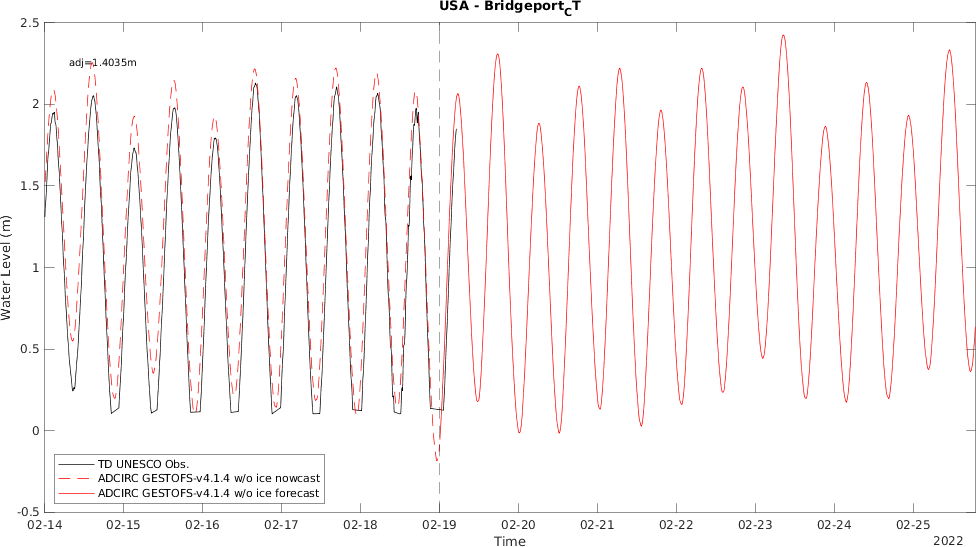 USA - Bridgeport_CT
adj=1.4035m
2.5
2
1.5
1
0.5
0
-0.5
Water Level (m)
TD UNESCO Obs.
ADCIRC GESTOFS-v4.1.4 w/o ice nowcast
ADCIRC GESTOFS-v4.1.4 w/o ice forecast
02-14 02-15 02-16 02-17 02-18 02-19 02-20 02-21 02-22 02-23 02-24 02-25
Time
2022